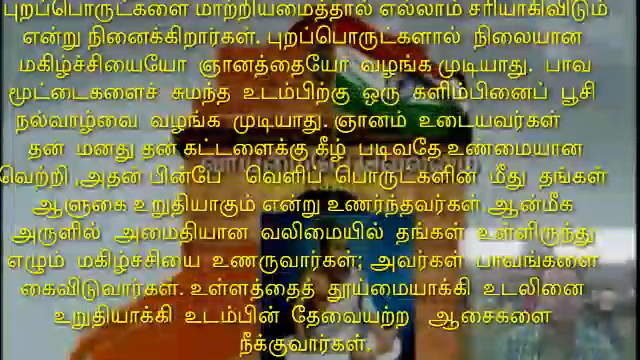 புறப்பொருட்களை மாற்றியமைத்தால் எல்லாம் சரியாகிவிடும்
என்று நினைக்கிறார்கள். புறப்பொருட்களால் நிலையான
மகிழ்ச்சியையோ ஞானத்தையோ வழங்க முடியாது. பாவ
மூட்டைகளைச் சுமந்த உடம்பிற்கு ஒரு களிம்பினைப் பூசி
நல்வாழ்வை வழங்க முடியாது. ஞானம் உடையவர்கள்
தன் மனது தன் கட்டளைக்கு கீழ் படிவதே உண்மையான
வெற்றி ,அதன் பின்பே வெளிப் பொருட்களின் மீது தங்கள்
ஆளுகை உறுதியாகும் என்று உணர்ந்தவர்கள். ஆன்மீக
அருளில் அமைதியான வலிமையில் தங்கள் உள்ளிருந்து
எழும் மகிழ்ச்சியை உணருவார்கள்; அவர்கள் பாவங்களை
கைவிடுவார்கள். உள்ளத்தைத் தூய்மையாக்கி உடலினை
உறுதியாக்கி உடம்பின் தேவையற்ற ஆசைகளை
நீக்குவார்கள்.